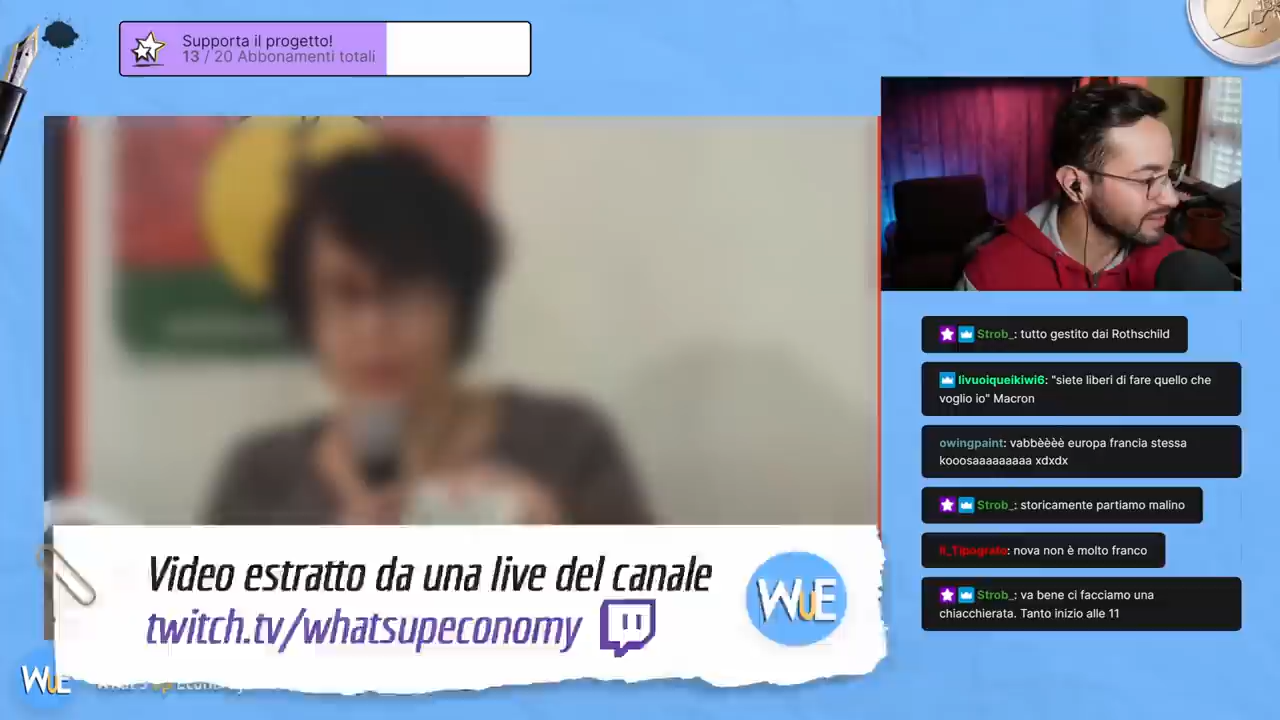 Supporta il progetto!
13 / 20 Abbonamenti totali
Strob_: tutto gestito dai Rothschild
livuoiqueikiwi6: "siete liberi di fare quello che
voglio io" Macron
owingpaint: vabbèèèè europa francia stessa
kooosaaaaaaaaa xdxdx
Strob_: storicamente partiamo malino
Il_Tipografo: nova non è molto franco
Strob_: va bene ci facciamo una
chiacchierata. Tanto inizio alle 11
Video estratto da una live del canale
twitch.tv/whatsupeconomy
WuE
WuE